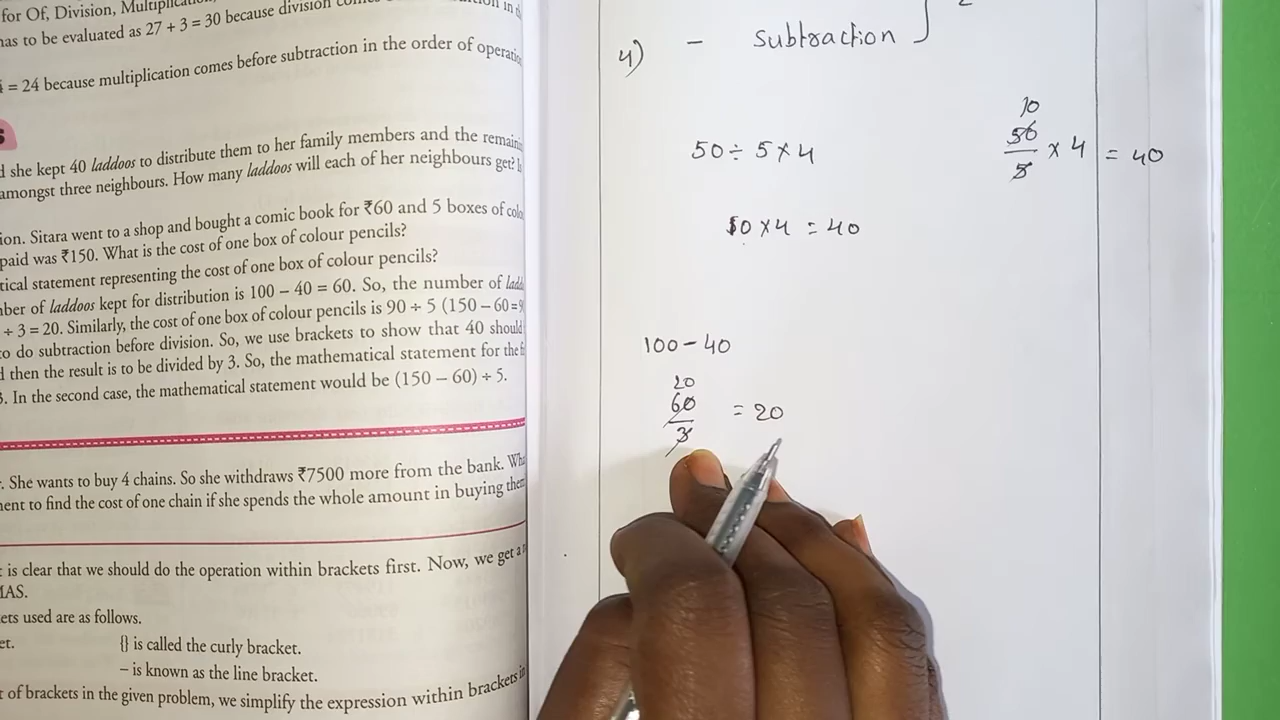 for Of, Division,
has to be evaluated as 27 + 3 = 30 because division
= 24 because multiplication comes before subtraction in the order of
she kept 40 laddoos to distribute them to her family members and the
amongst three neighbours. How many laddoos will each of her neighbours get?
Sitara went to a shop and bought a comic book for ₹60 and 5 boxes of
paid was ₹150. What is the cost of one box of colour pencils?
statement representing the cost of one box of colour pencils?
of laddoos kept for distribution is 100 – 40 = 60. So, the number of
÷ 3 = 20. Similarly, the cost of one box of colour pencils is 90 ÷ 5 (150 – 60 =
to do subtraction before division. So, we use brackets to show that 40 should
then the result is to be divided by 3. So, the mathematical statement for the
3. In the second case, the mathematical statement would be (150 – 60) ÷ 5.
. She wants to buy 4 chains. So she withdraws ₹7500 more from the bank.
to find the cost of one chain if she spends the whole amount in buying
is clear that we should do the operation within brackets first. Now, we get a
used are as follows.
{} is called the curly bracket.
– is known as the line bracket.
of brackets in the given problem, we simplify the expression within brackets
4) - Subtraction
50 ÷ 5 × 4
10 × 4 = 40
10
50
5
× 4 = 40
100 - 40
20
60
3
= 20